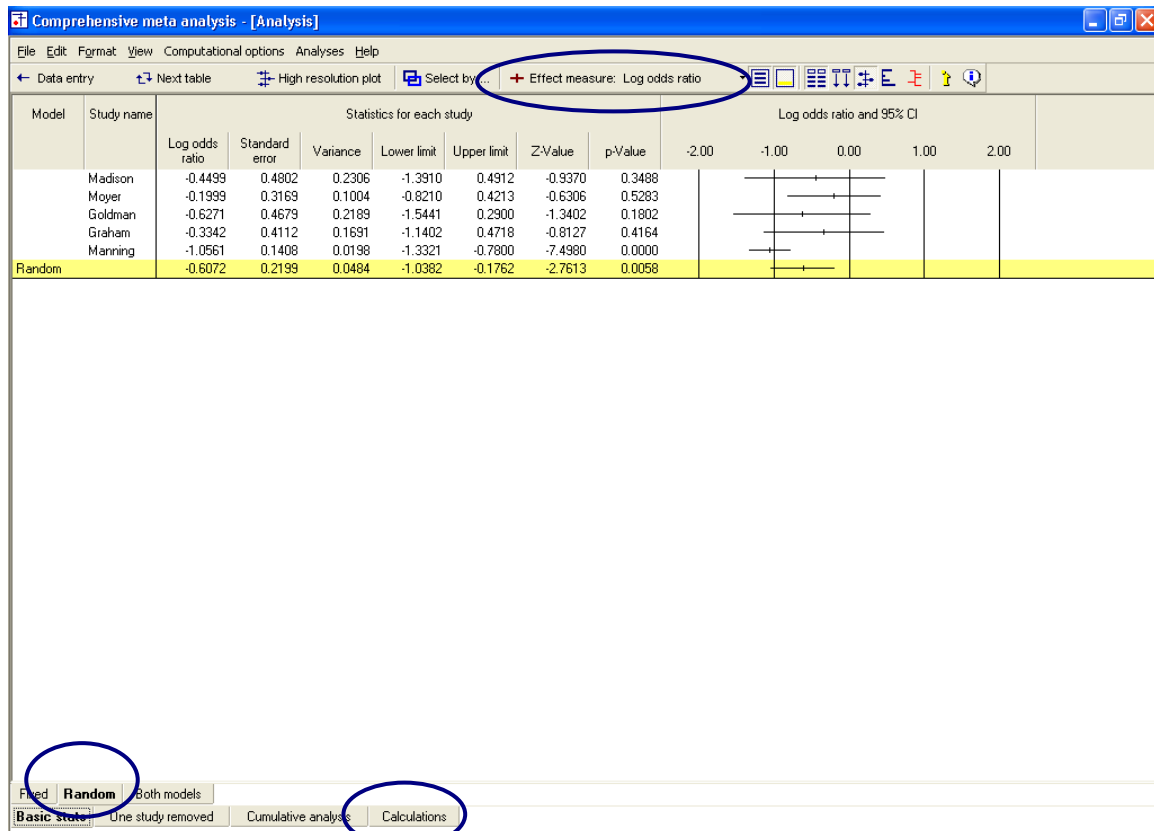 Comprehensive meta analysis - [Analysis]
File Edit Format View Computational options Analyses Help
Data entry Next table High resolution plot Select by ... Effect measure: Log odds ratio
Model Study name Statistics for each study Log odds ratio and 95% CI
Log odds ratio Standard error Variance Lower limit Upper limit Z-Value p-Value -2.00 -1.00 0.00 1.00 2.00
Madison -0.4499 0.4802 0.2306 -1.3910 0.4912 -0.9370 0.3488
Moyer -0.1999 0.3169 0.1004 -0.8210 0.4213 -0.6306 0.5283
Goldman -0.6271 0.4679 0.2189 -1.5441 0.2900 -1.3402 0.1802
Graham -0.3342 0.4112 0.1691 -1.1402 0.4718 -0.8127 0.4164
Manning -1.0561 0.1408 0.0198 -1.3321 -0.7800 -7.4980 0.0000
Random -0.6072 0.2199 0.0484 -1.0382 -0.1762 -2.7613 0.0058
Fixed Random Both models
Basic stats One study removed Cumulative analysis Calculations